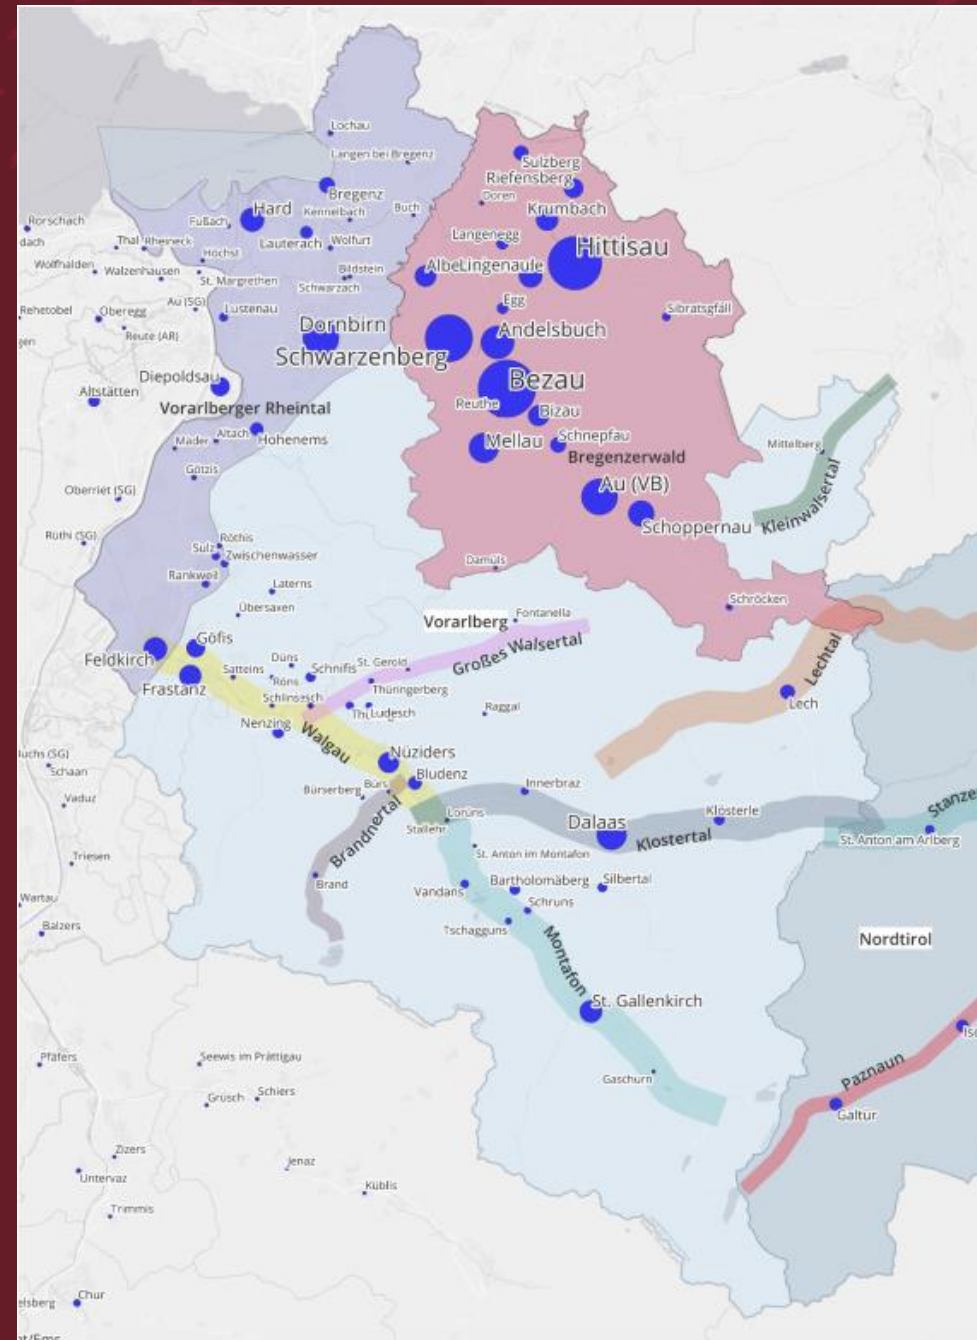 Lochau
Langen bei Bregenz
Sulzberg
Riefensberg
Bregenz
Doren
Hard
Kennelbach
Buch
Krumbach
Rorschach
Fußach
Langenegg
Hittisau
Thal
Rheineck
Lauterach
Wolfurt
Höchst
Wolfhalden
Walzenhausen
St. Margrethen
Bildstein
Schwarzach
Lingenau
Egg
Rehetobel
Oberegg
Au (SG)
Lustenau
Sibratsgfäll
Reute (AR)
Dornbirn
Andelsbuch
Schwarzenberg
Diepoldsau
Bezau
Altstätten
Vorarlberger Rheintal
Reuthe
Bizau
Mäder
Altach
Hohenems
Mellau
Schnepfau
Mittelberg
Bregenzerwald
Götzis
Oberriet (SG)
Au (VB)
Kleinwalsertal
Schoppernau
Rüthi (SG)
Röthis
Sulz
Zwischenwasser
Damüls
Rankweil
Laterns
Übersaxen
Schröcken
Vorarlberg
Fontanella
Göfis
Großes Walsertal
Lechtal
Feldkirch
Düns
Satteins
Schnifis
St. Gerold
Röns
Frastanz
Thüringerberg
Lech
Ludesch
Raggal
Nenzing
Walgau
Nüziders
Schaan
Bludenz
Bürs
Innerbraz
Bürserberg
Vaduz
Lorüns
Klösterle
Stallehr
Dalaas
Klostertal
Brandnertal
St. Anton am Arlberg
Triesen
St. Anton im Montafon
Brand
Vandans
Bartholomäberg
Silbertal
Wartau
Schruns
Balzers
Tschagguns
Montafon
Nordtirol
St. Gallenkirch
Pfäfers
Seewis im Prättigau
Gaschurn
Paznaun
Grüsch
Schiers
Galtür
Zizers
Jenaz
Untervaz
Küblis
Trimmis
Chur